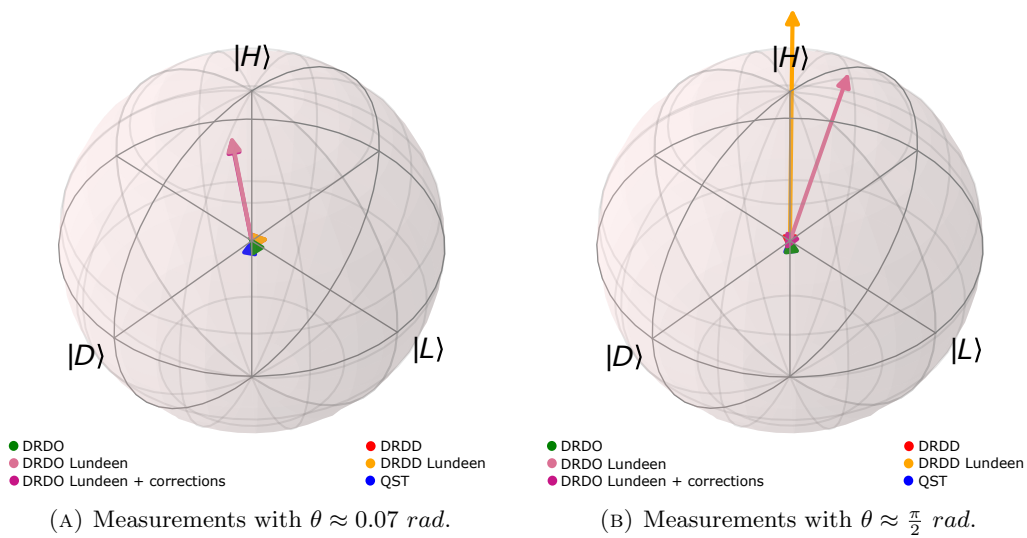 |H⟩
|D⟩
|L⟩
DRDO
DRDO Lundeen
DRDO Lundeen + corrections
DRDD
DRDD Lundeen
QST
(A) Measurements with θ ≈ 0.07 rad.
|H⟩
|D⟩
|L⟩
DRDO
DRDO Lundeen
DRDO Lundeen + corrections
DRDD
DRDD Lundeen
QST
(B) Measurements with θ ≈ π/2 rad.